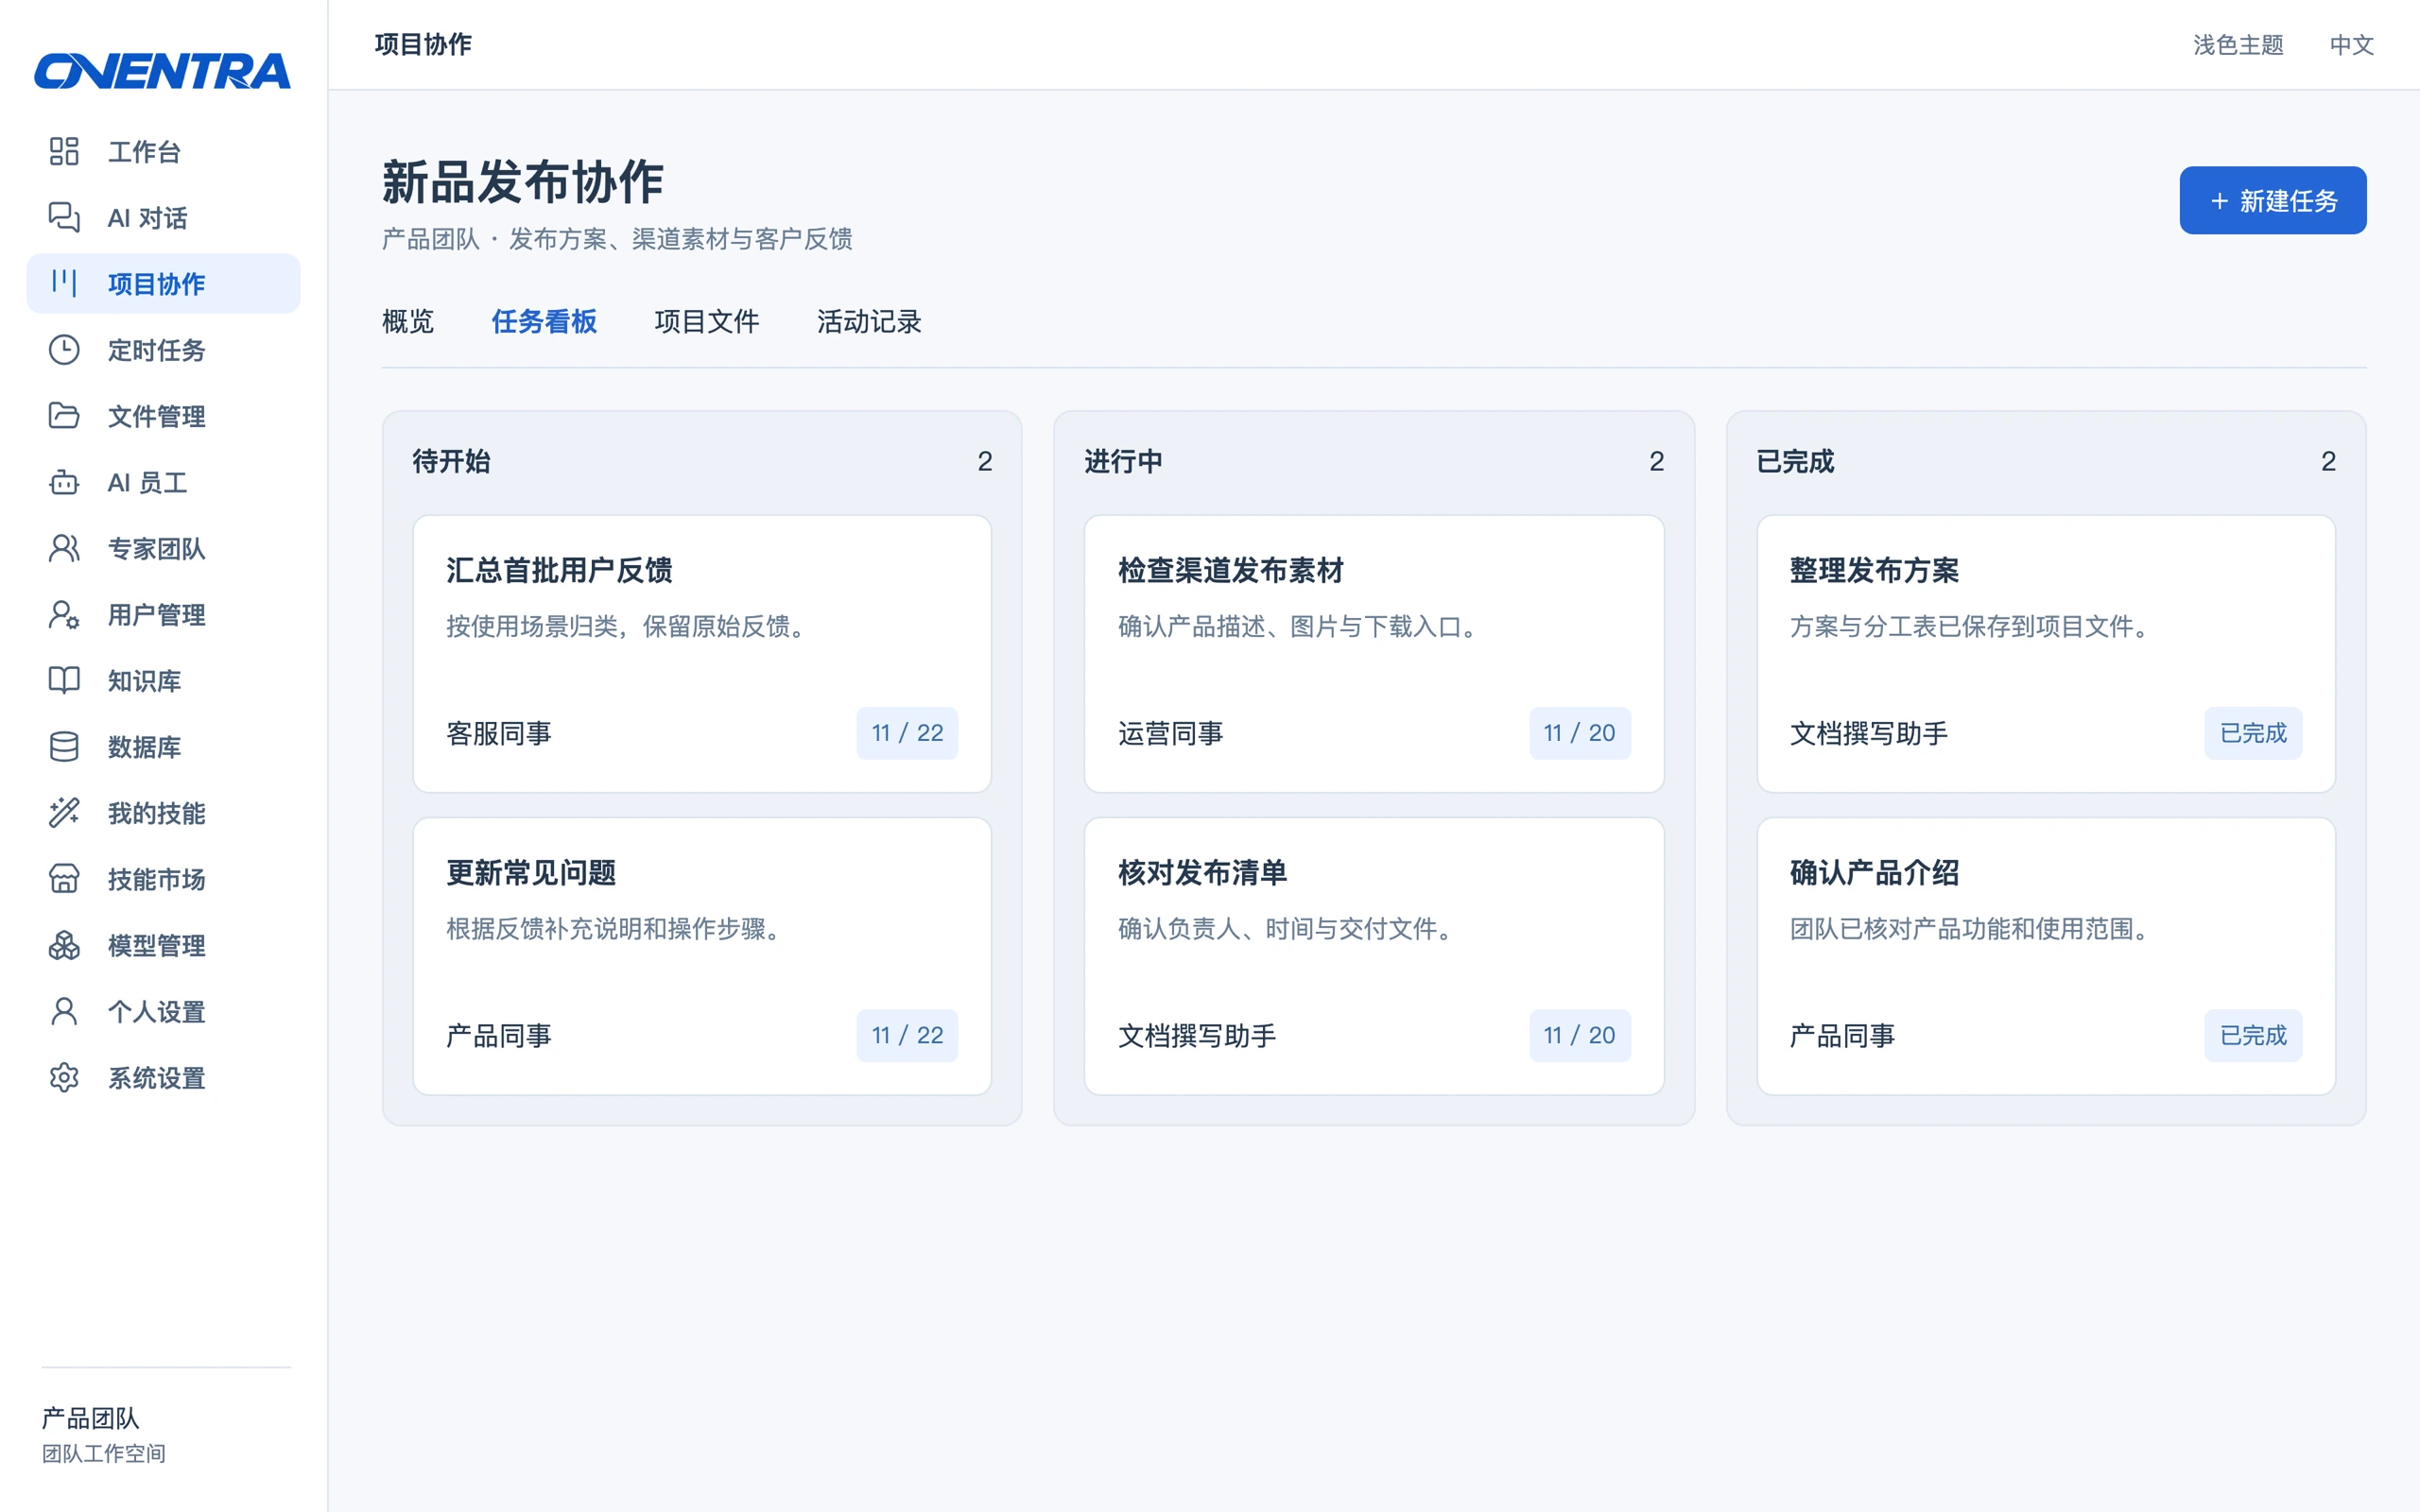 ONENTRA
工作台
AI 对话
项目协作
定时任务
文件管理
AI 员工
专家团队
用户管理
知识库
数据库
我的技能
技能市场
模型管理
个人设置
系统设置
产品团队
团队工作空间
项目协作
浅色主题
中文
新品发布协作
产品团队 · 发布方案、渠道素材与客户反馈
+ 新建任务
概览
任务看板
项目文件
活动记录
待开始
2
汇总首批用户反馈
按使用场景归类，保留原始反馈。
客服同事
11 / 22
更新常见问题
根据反馈补充说明和操作步骤。
产品同事
11 / 22
进行中
2
检查渠道发布素材
确认产品描述、图片与下载入口。
运营同事
11 / 20
核对发布清单
确认负责人、时间与交付文件。
文档撰写助手
11 / 20
已完成
2
整理发布方案
方案与分工表已保存到项目文件。
文档撰写助手
已完成
确认产品介绍
团队已核对产品功能和使用范围。
产品同事
已完成